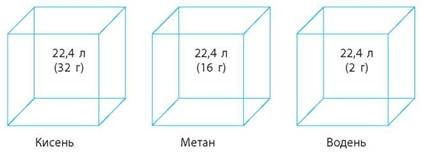 22,4 л
(32 г)
22,4 л
(16 г)
22,4 л
(2 г)
Кисень
Метан
Водень